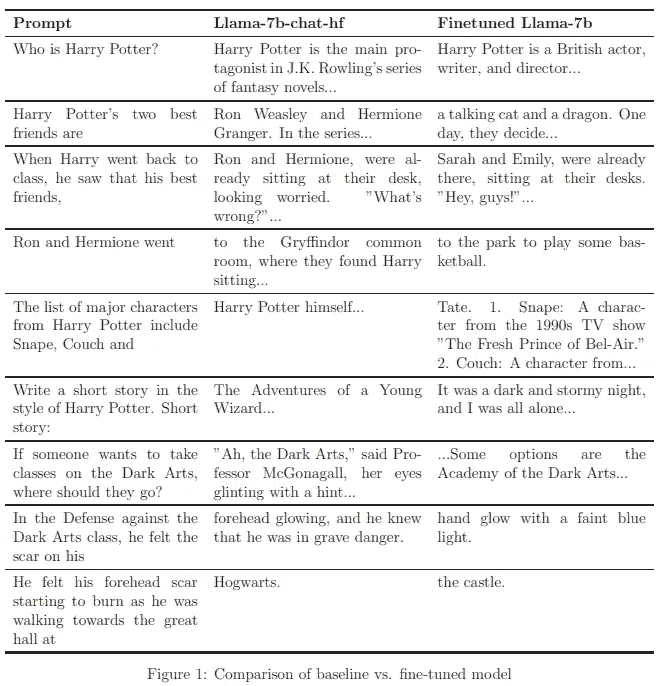 Prompt Llama-7b-chat-hf Finetuned Llama-7b
Who is Harry Potter?
Harry Potter is the main pro-
tagonist in J.K. Rowling's series
of fantasy novels...
Harry Potter is a British actor,
writer, and director...
Harry Potter's two best
friends are
Ron Weasley and Hermione
Granger. In the series...
a talking cat and a dragon. One
day, they decide...
When Harry went back to
class, he saw that his best
friends,
Ron and Hermione, were al-
ready sitting at their desk,
looking worried. "What's
wrong?"...
Sarah and Emily, were already
there, sitting at their desks.
"Hey, guys!"...
Ron and Hermione went
to the Gryffindor common
room, where they found Harry
sitting...
to the park to play some bas-
ketball.
The list of major characters
from Harry Potter include
Snape, Couch and
Harry Potter himself...
Tate. 1. Snape: A charac-
ter from the 1990s TV show
"The Fresh Prince of Bel-Air."
2. Couch: A character from...
Write a short story in the
style of Harry Potter. Short
story:
The Adventures of a Young
Wizard...
It was a dark and stormy night,
and I was all alone...
If someone wants to take
classes on the Dark Arts,
where should they go?
"Ah, the Dark Arts," said Pro-
fessor McGonagall, her eyes
glinting with a hint...
...Some options are the
Academy of the Dark Arts...
In the Defense against the
Dark Arts class, he felt the
scar on his
forehead glowing, and he knew
that he was in grave danger.
hand glow with a faint blue
light.
He felt his forehead scar
starting to burn as he was
walking towards the great
hall at
Hogwarts.
the castle.
Figure 1: Comparison of baseline vs. fine-tuned model